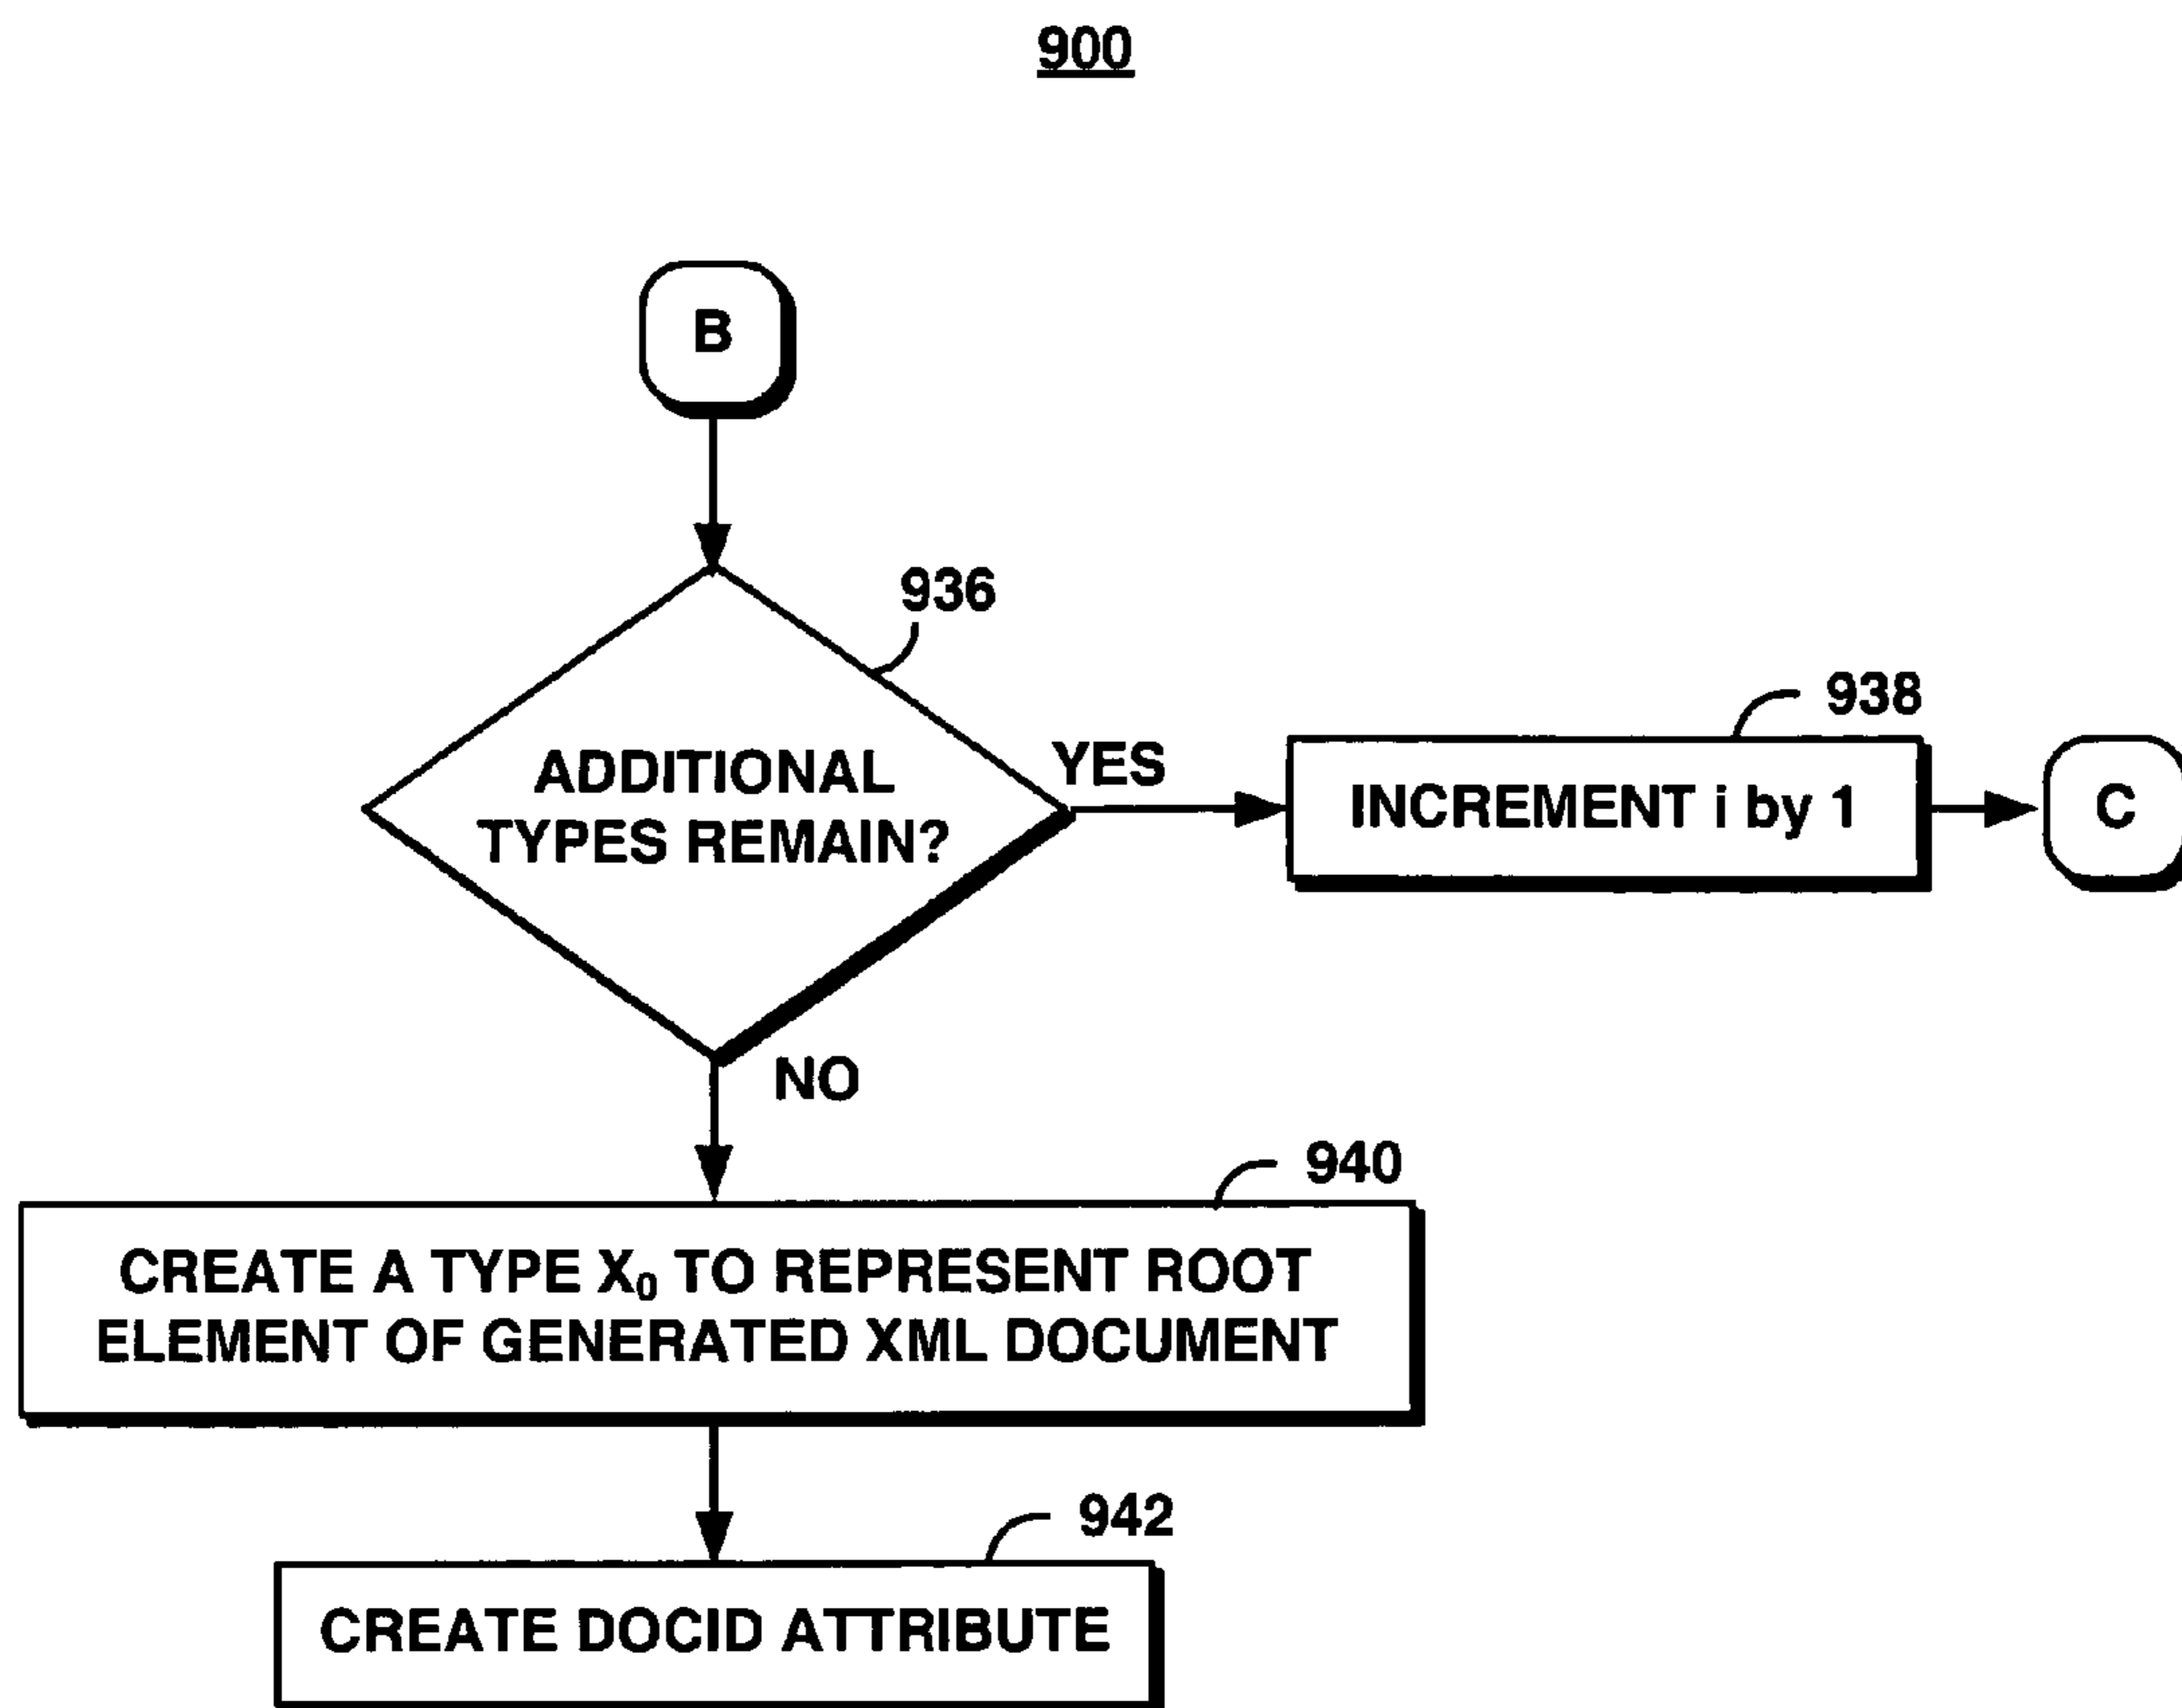 900
B
936
ADDITIONAL
TYPES REMAIN?
YES
938
INCREMENT i by 1
C
NO
940
CREATE A TYPE X₀ TO REPRESENT ROOT
ELEMENT OF GENERATED XML DOCUMENT
942
CREATE DOCID ATTRIBUTE